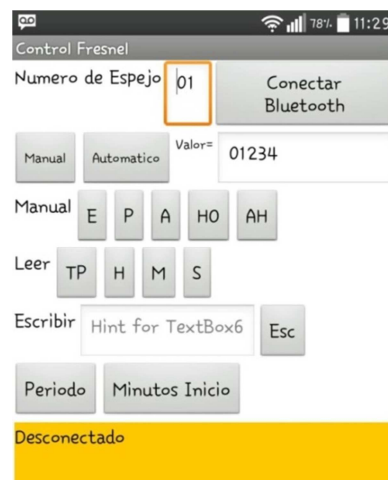 78% 11:29
Control Fresnel
Numero de Espejo 01 Conectar Bluetooth
Manual Automatico Valor= 01234
Manual E P A HO AH
Leer TP H M S
Escribir Hint for TextBox6 Esc
Periodo Minutos Inicio
Desconectado